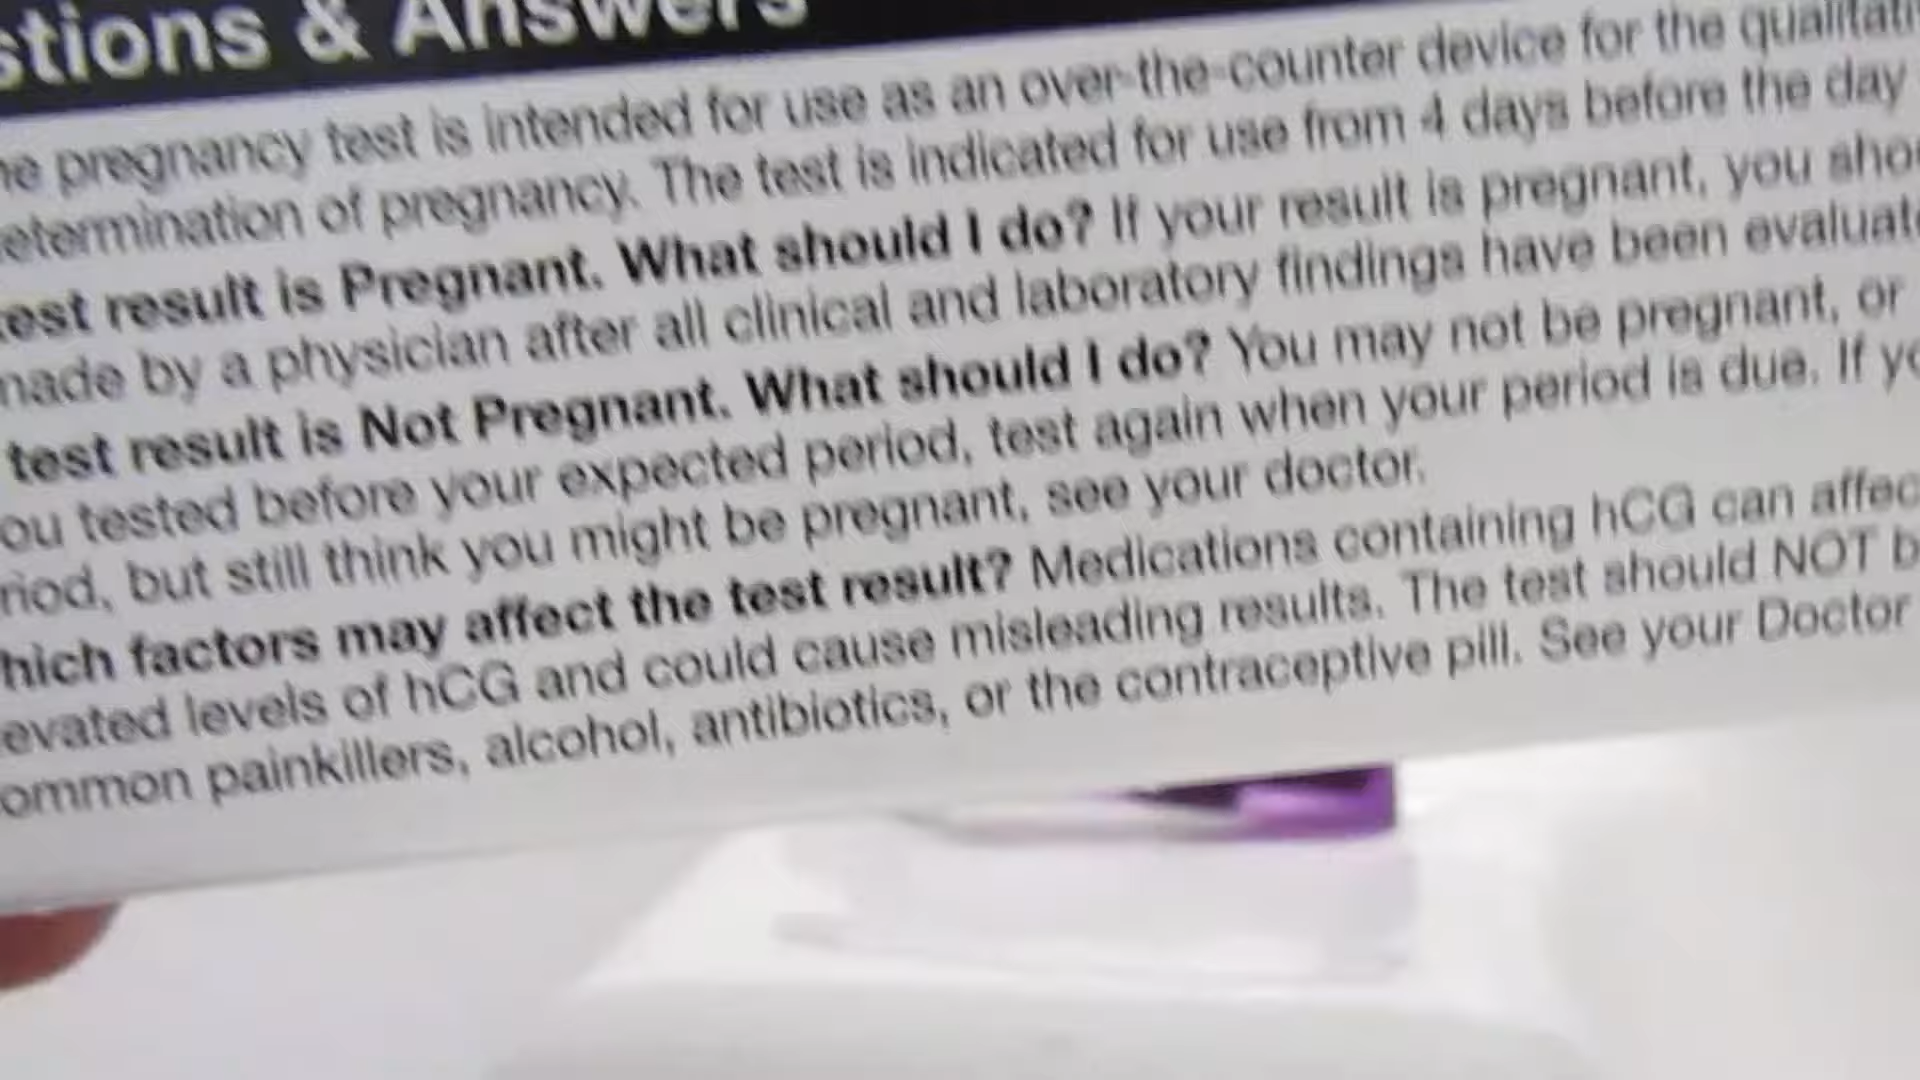 stions & Answers
he pregnancy test is intended for use as an over-the-counter device for the qualitati
etermination of pregnancy. The test is indicated for use from 4 days before the day
est result is Pregnant. What should I do? If your result is pregnant, you shou
made by a physician after all clinical and laboratory findings have been evaluate
test result is Not Pregnant. What should I do? You may not be pregnant, or
ou tested before your expected period, test again when your period is due. If yo
riod, but still think you might be pregnant, see your doctor.
hich factors may affect the test result? Medications containing hCG can affec
evated levels of hCG and could cause misleading results. The test should NOT b
ommon painkillers, alcohol, antibiotics, or the contraceptive pill. See your Doctor